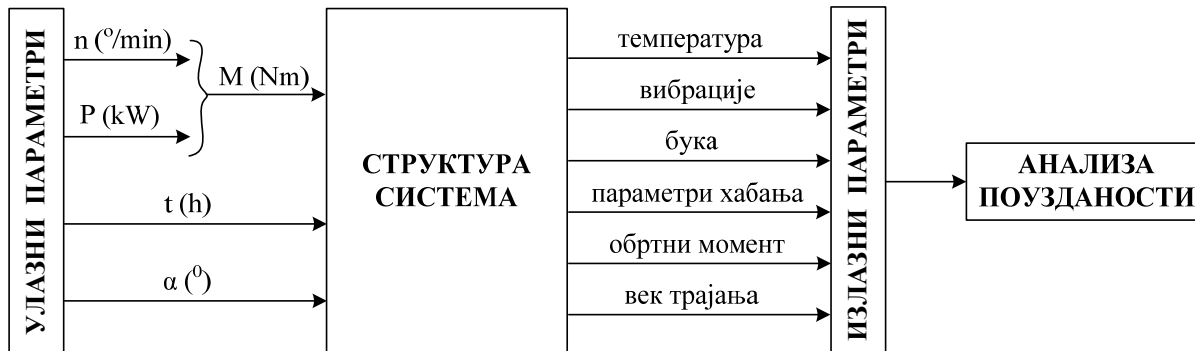 УЛАЗНИ ПАРАМЕТРИ
n (º/min)
P (kW)
M (Nm)
t (h)
α (⁰)
СТРУКТУРА
СИСТЕМА
температура
вибрације
бука
параметри хабања
обртни момент
век трајања
ИЗЛАЗНИ ПАРАМЕТРИ
АНАЛИЗА
ПОУЗДАНОСТИ